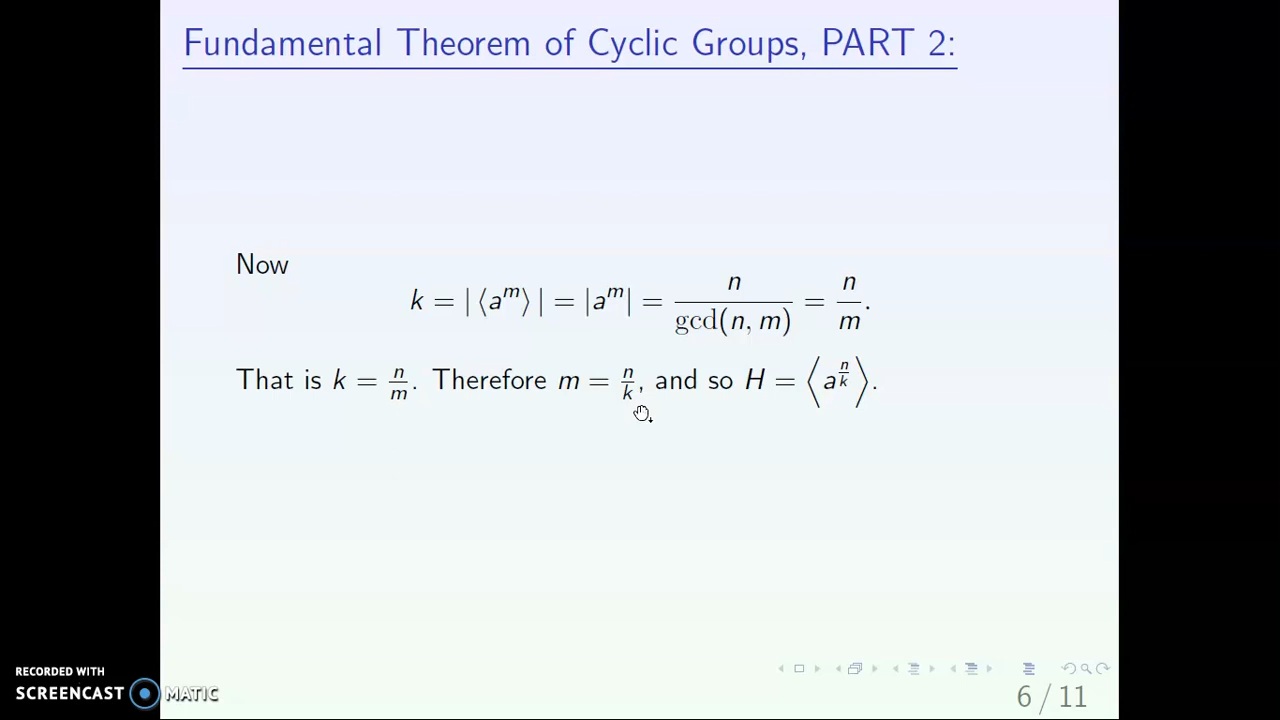 Fundamental Theorem of Cyclic Groups, PART 2:
Now
k = | ⟨a^m⟩ | = |a^m| = n / gcd(n, m) = n / m.
That is k = n/m. Therefore m = n/k, and so H = ⟨a^(n/k)⟩.
RECORDED WITH
SCREENCAST MATIC
6 / 11